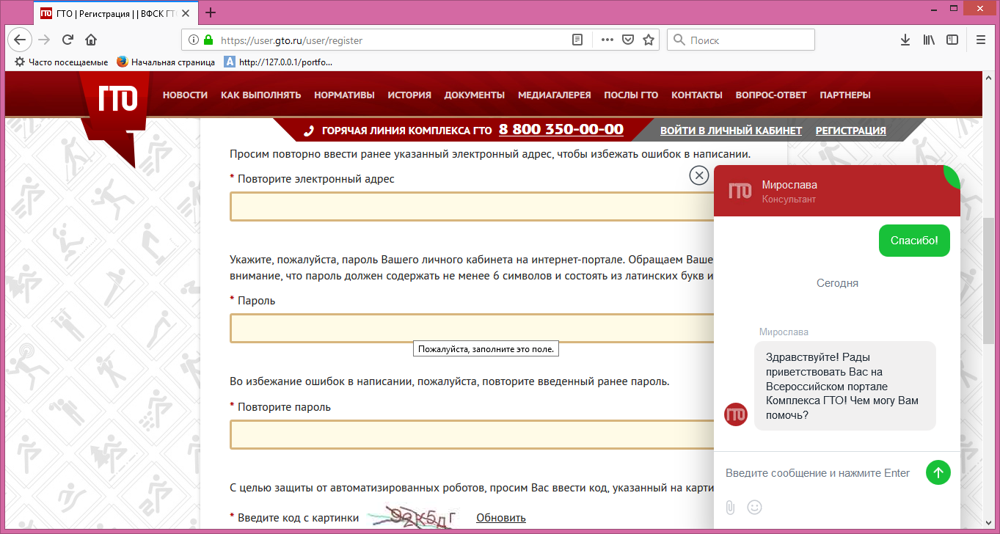 ГТО | Регистрация | | ВФСК ГТО
https://user.gto.ru/user/register
Поиск
Часто посещаемые
Начальная страница
http://127.0.0.1/portfo...
ГТО
НОВОСТИ
КАК ВЫПОЛНЯТЬ
НОРМАТИВЫ
ИСТОРИЯ
ДОКУМЕНТЫ
МЕДИАГАЛЕРЕЯ
ПОСЛЫ ГТО
КОНТАКТЫ
ВОПРОС-ОТВЕТ
ПАРТНЕРЫ
ГОРЯЧАЯ ЛИНИЯ КОМПЛЕКСА ГТО 8 800 350-00-00
ВОЙТИ В ЛИЧНЫЙ КАБИНЕТ
РЕГИСТРАЦИЯ
Просим повторно ввести ранее указанный электронный адрес, чтобы избежать ошибок в написании.
* Повторите электронный адрес
Укажите, пожалуйста, пароль Вашего личного кабинета на интернет-портале. Обращаем Ваше
внимание, что пароль должен содержать не менее 6 символов и состоять из латинских букв и
* Пароль
Пожалуйста, заполните это поле.
Во избежание ошибок в написании, пожалуйста, повторите введенный ранее пароль.
* Повторите пароль
С целью защиты от автоматизированных роботов, просим Вас ввести код, указанный на карти
* Введите код с картинки
Обновить
ГТО
Мирослава
Консультант
Спасибо!
Сегодня
Мирослава
Здравствуйте! Рады
приветствовать Вас на
Всероссийском портале
Комплекса ГТО! Чем могу Вам
помочь?
ГТО
Введите сообщение и нажмите Enter